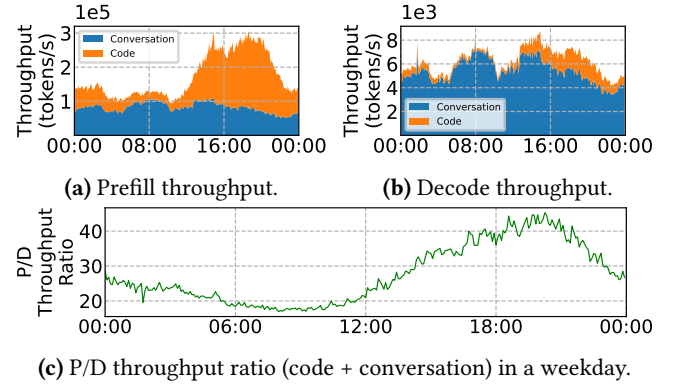 1e5
Conversation
Code
3
2
1
Throughput
(tokens/s)
00:00 08:00 16:00 00:00
(a) Prefill throughput.
8e3
Conversation
Code
8
6
4
2
Throughput
(tokens/s)
00:00 08:00 16:00 00:00
(b) Decode throughput.
P/D
Throughput
Ratio
40
30
20
00:00 06:00 12:00 18:00 00:00
(c) P/D throughput ratio (code + conversation) in a weekday.